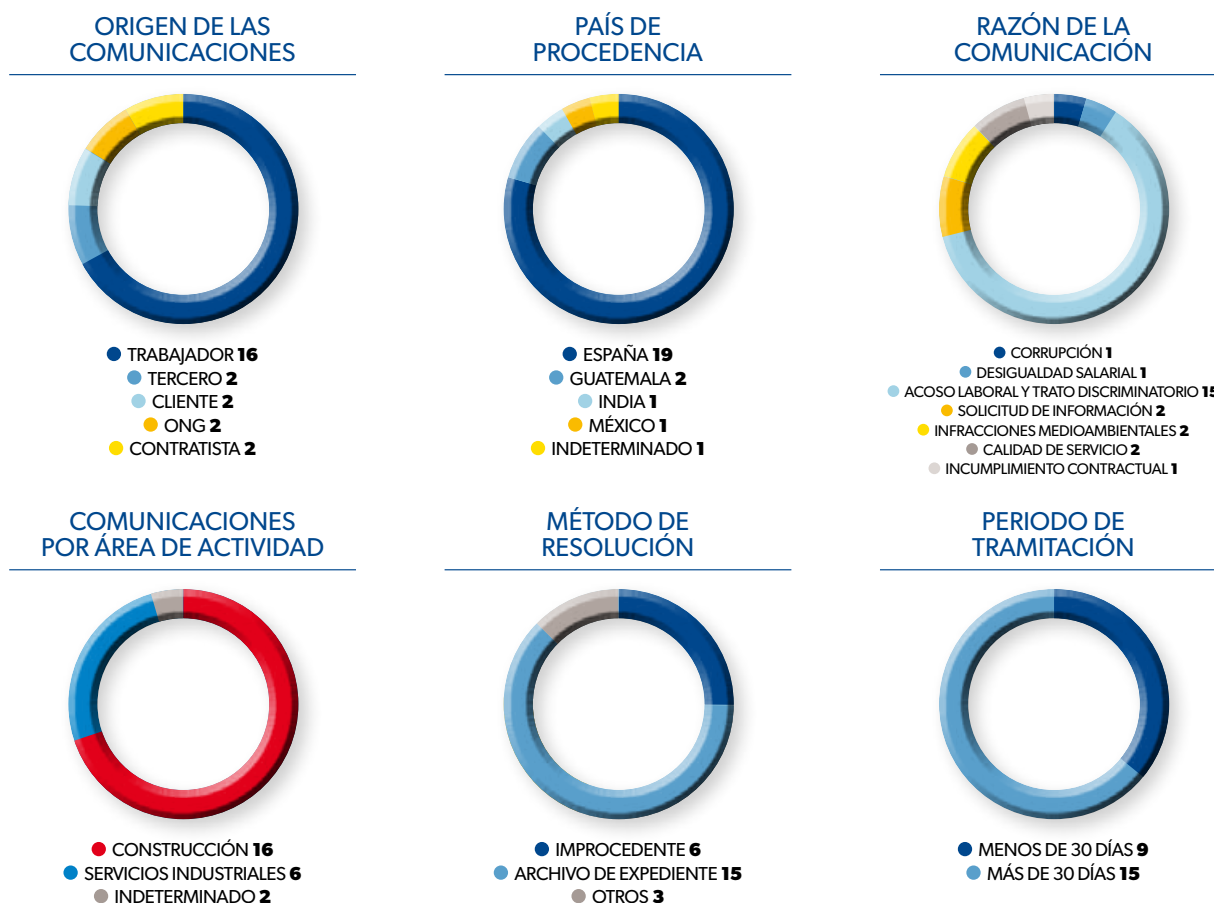 ORIGEN DE LAS
COMUNICACIONES
TRABAJADOR 16
TERCERO 2
CLIENTE 2
ONG 2
CONTRATISTA 2
PAÍS DE
PROCEDENCIA
ESPAÑA 19
GUATEMALA 2
INDIA 1
MÉXICO 1
INDETERMINADO 1
RAZÓN DE LA
COMUNICACIÓN
CORRUPCIÓN 1
DESIGUALDAD SALARIAL 1
ACOSO LABORAL Y TRATO DISCRIMINATORIO 15
SOLICITUD DE INFORMACIÓN 2
INFRACCIONES MEDIOAMBIENTALES 2
CALIDAD DE SERVICIO 2
INCUMPLIMIENTO CONTRACTUAL 1
COMUNICACIONES
POR ÁREA DE ACTIVIDAD
CONSTRUCCIÓN 16
SERVICIOS INDUSTRIALES 6
INDETERMINADO 2
MÉTODO DE
RESOLUCIÓN
IMPROCEDENTE 6
ARCHIVO DE EXPEDIENTE 15
OTROS 3
PERIODO DE
TRAMITACIÓN
MENOS DE 30 DÍAS 9
MÁS DE 30 DÍAS 15